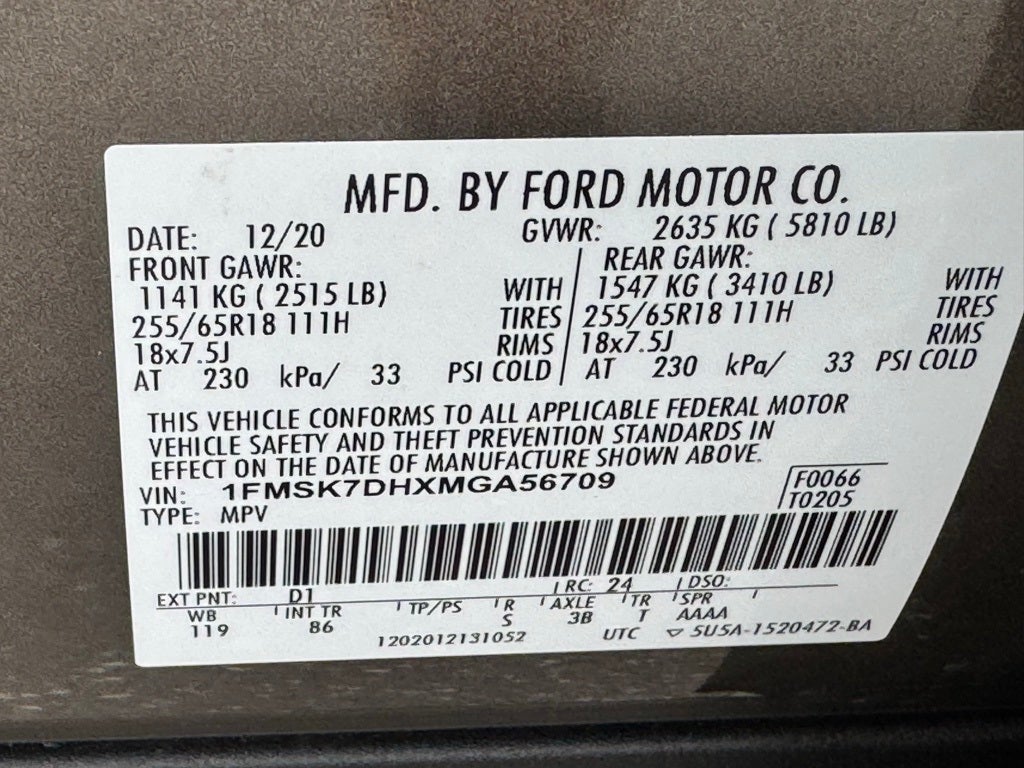 MFD. BY FORD MOTOR CO.
DATE: 12/20 GVWR: 2635 KG ( 5810 LB)
FRONT GAWR: REAR GAWR:
1141 KG ( 2515 LB) WITH 1547 KG ( 3410 LB) WITH
255/65R18 111H TIRES 255/65R18 111H TIRES
18x7.5J RIMS 18x7.5J RIMS
AT 230 kPa/ 33 PSI COLD AT 230 kPa/ 33 PSI COLD
THIS VEHICLE CONFORMS TO ALL APPLICABLE FEDERAL MOTOR
VEHICLE SAFETY AND THEFT PREVENTION STANDARDS IN
EFFECT ON THE DATE OF MANUFACTURE SHOWN ABOVE.
VIN: 1FMSK7DHXMGA56709 F0066
TYPE: MPV T0205
EXT PNT: D1 RC: 24 DSO:
WB INT TR TP/PS R AXLE TR SPR
119 86 S 3B T AAAA
1202012131052 UTC ▽ 5U5A-1520472-BA